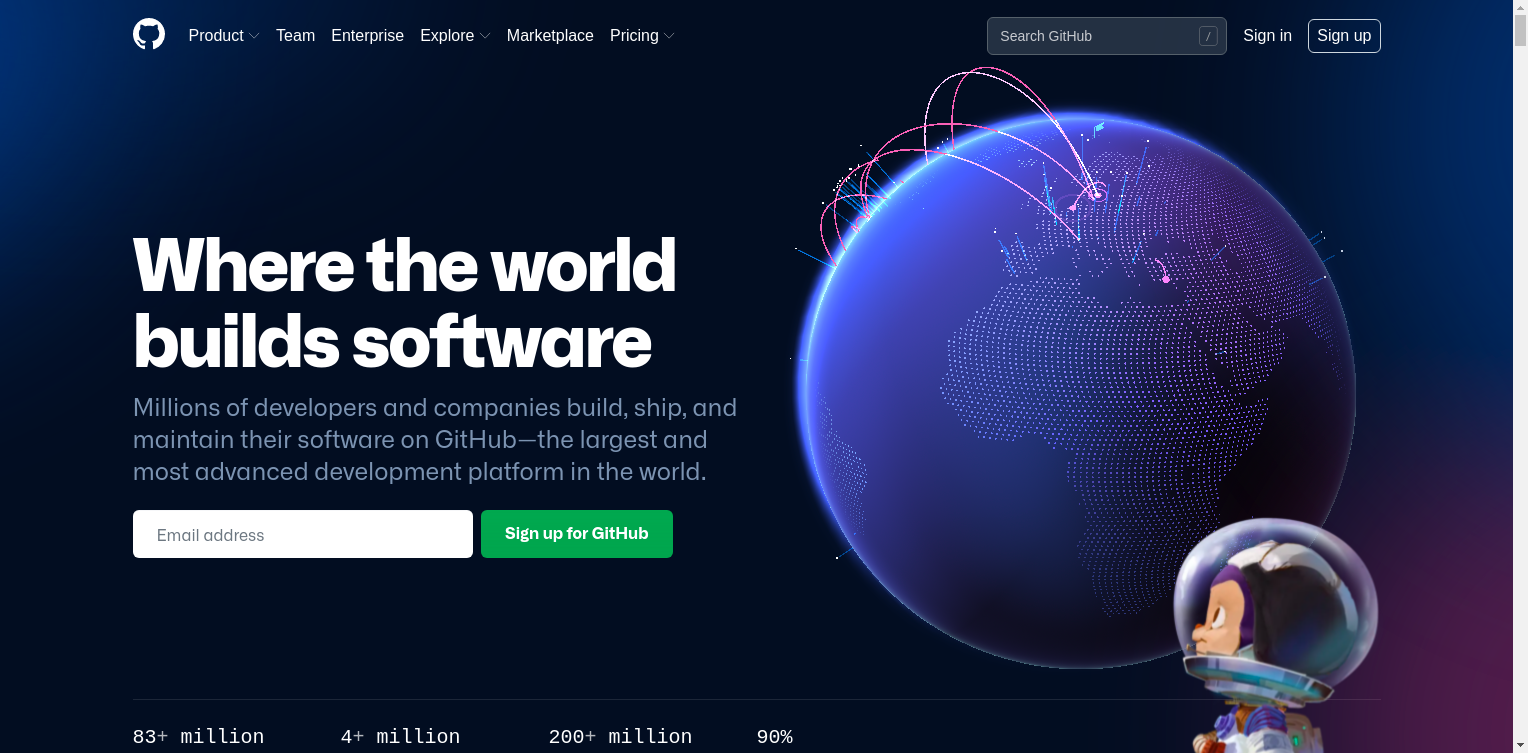 Product Team Enterprise Explore Marketplace Pricing Search GitHub / Sign in Sign up
Where the world
builds software
Millions of developers and companies build, ship, and
maintain their software on GitHub—the largest and
most advanced development platform in the world.
Email address Sign up for GitHub
83+ million 4+ million 200+ million 90%